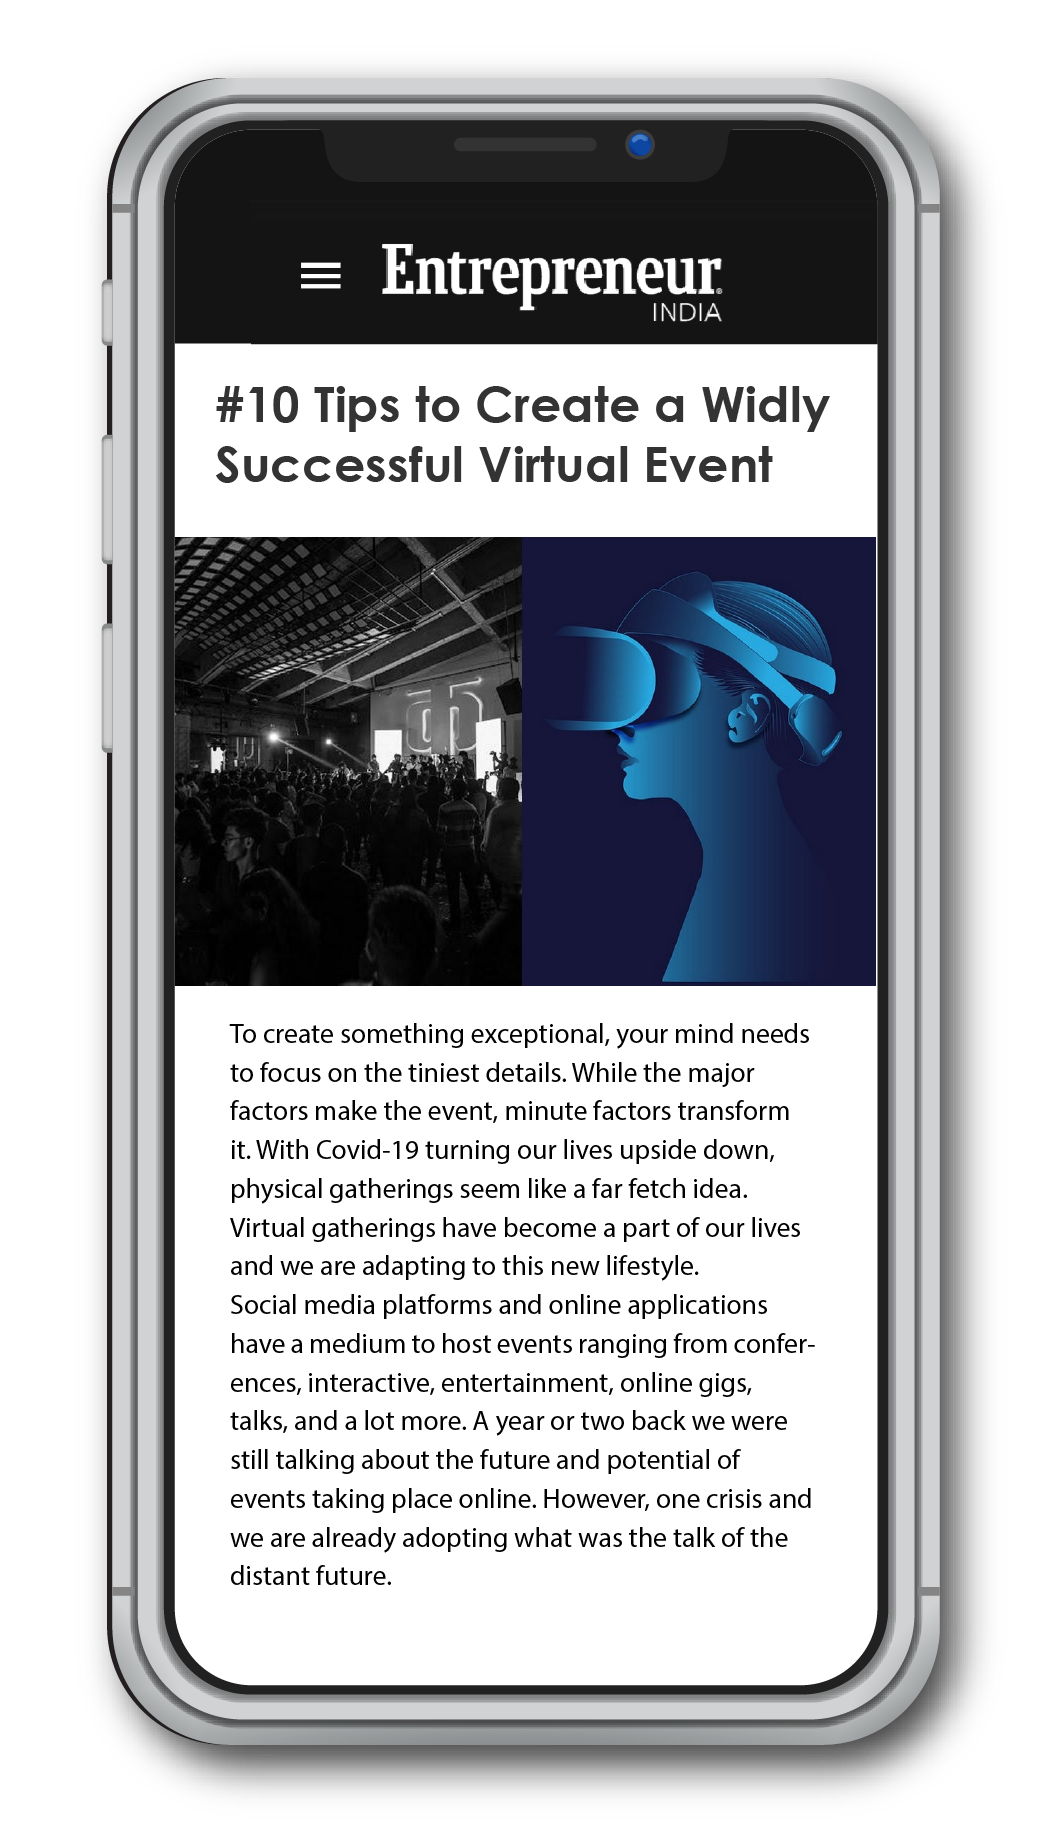 Entrepreneur®
INDIA
#10 Tips to Create a Widly
Successful Virtual Event
To create something exceptional, your mind needs
to focus on the tiniest details. While the major
factors make the event, minute factors transform
it. With Covid-19 turning our lives upside down,
physical gatherings seem like a far fetch idea.
Virtual gatherings have become a part of our lives
and we are adapting to this new lifestyle.
Social media platforms and online applications
have a medium to host events ranging from confer-
ences, interactive, entertainment, online gigs,
talks, and a lot more. A year or two back we were
still talking about the future and potential of
events taking place online. However, one crisis and
we are already adopting what was the talk of the
distant future.